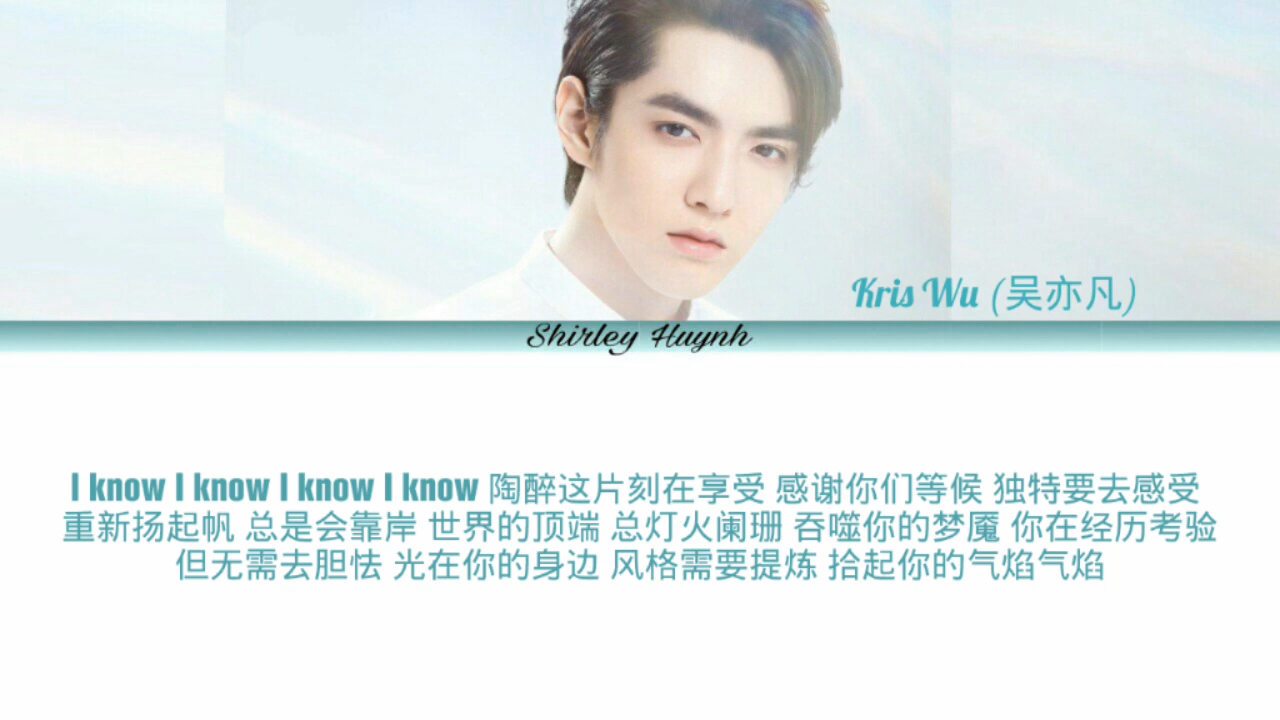 Kris Wu (吴亦凡)
Shirley Huynh
I know I know I know I know 陶醉这片刻在享受 感谢你们等候 独特要去感受
重新扬起帆 总是会靠岸 世界的顶端 总灯火阑珊 吞噬你的梦魇 你在经历考验
但无需去胆怯 光在你的身边 风格需要提炼 拾起你的气焰气焰